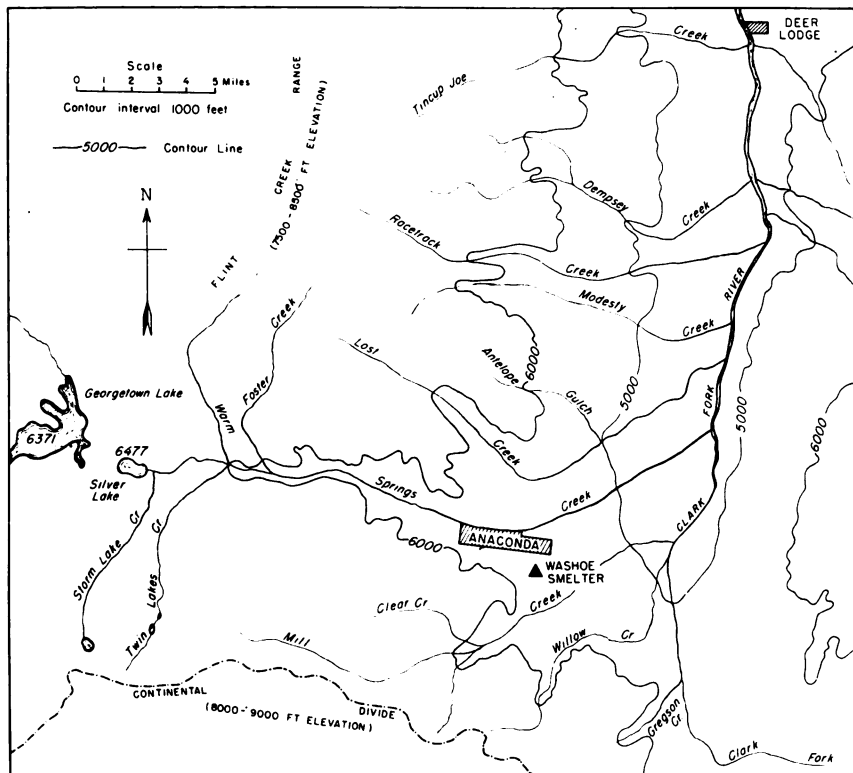 DEER
LODGE
Creek
Scale
0 1 2 3 4 5 Miles
Contour interval 1000 feet
5000 Contour Line
N
Tincup Joe
FLINT CREEK RANGE
(7500-8500 FT ELEVATION)
Dempsey
Creek
Racetrack
Creek
Modesty
Creek
RIVER
Foster Creek
Lost
Antelope
6000
Gulch
5000
5000
6000
Georgetown Lake
6371
6477
Silver
Lake
Warm
Springs
Creek
Creek
FORK
CLARK
Storm Lake Cr
Twin Lakes Cr
6000
ANACONDA
WASHOE
SMELTER
Clear Cr
Creek
Mill
Willow Cr
Gregson
Cr
CONTINENTAL DIVIDE
(8000-9000 FT ELEVATION)
Clark Fork